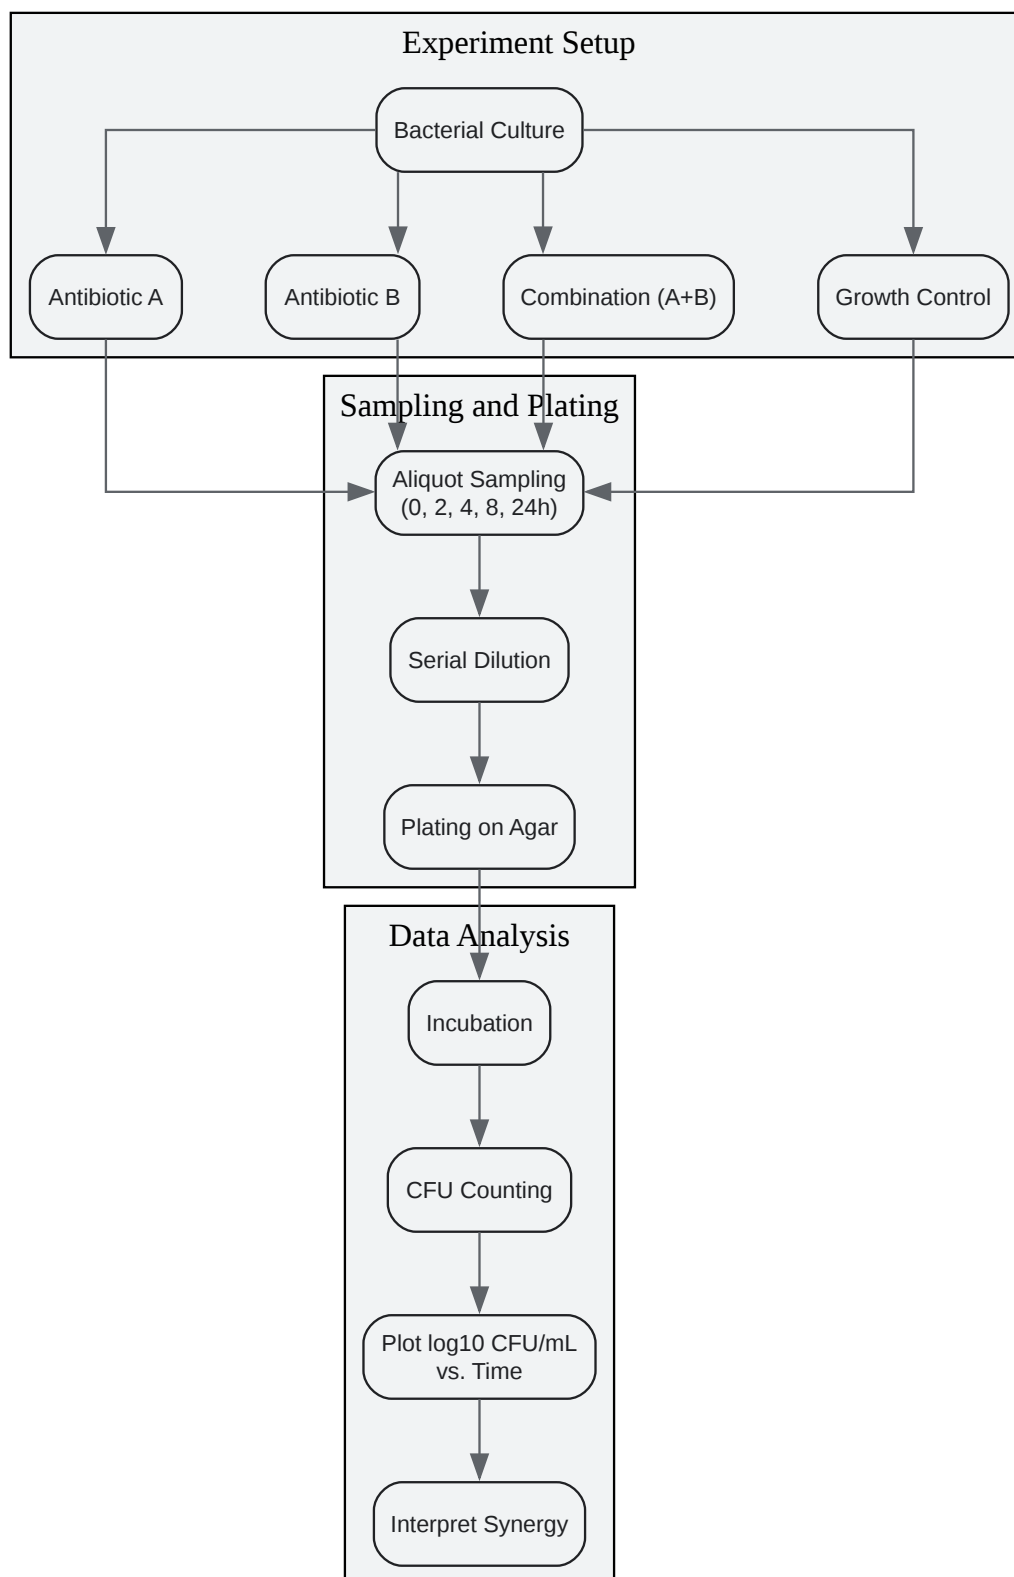 Experiment Setup
Bacterial Culture
Antibiotic A
Antibiotic B
Combination (A+B)
Growth Control
Sampling and Plating
Aliquot Sampling
(0, 2, 4, 8, 24h)
Serial Dilution
Plating on Agar
Data Analysis
Incubation
CFU Counting
Plot log10 CFU/mL
vs. Time
Interpret Synergy